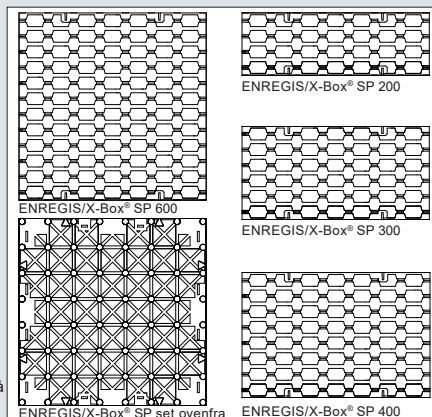 ENREGIS/X-Box® SP 600
ENREGIS/X-Box® SP set ovenfra
ENREGIS/X-Box® SP 200
ENREGIS/X-Box® SP 300
ENREGIS/X-Box® SP 400